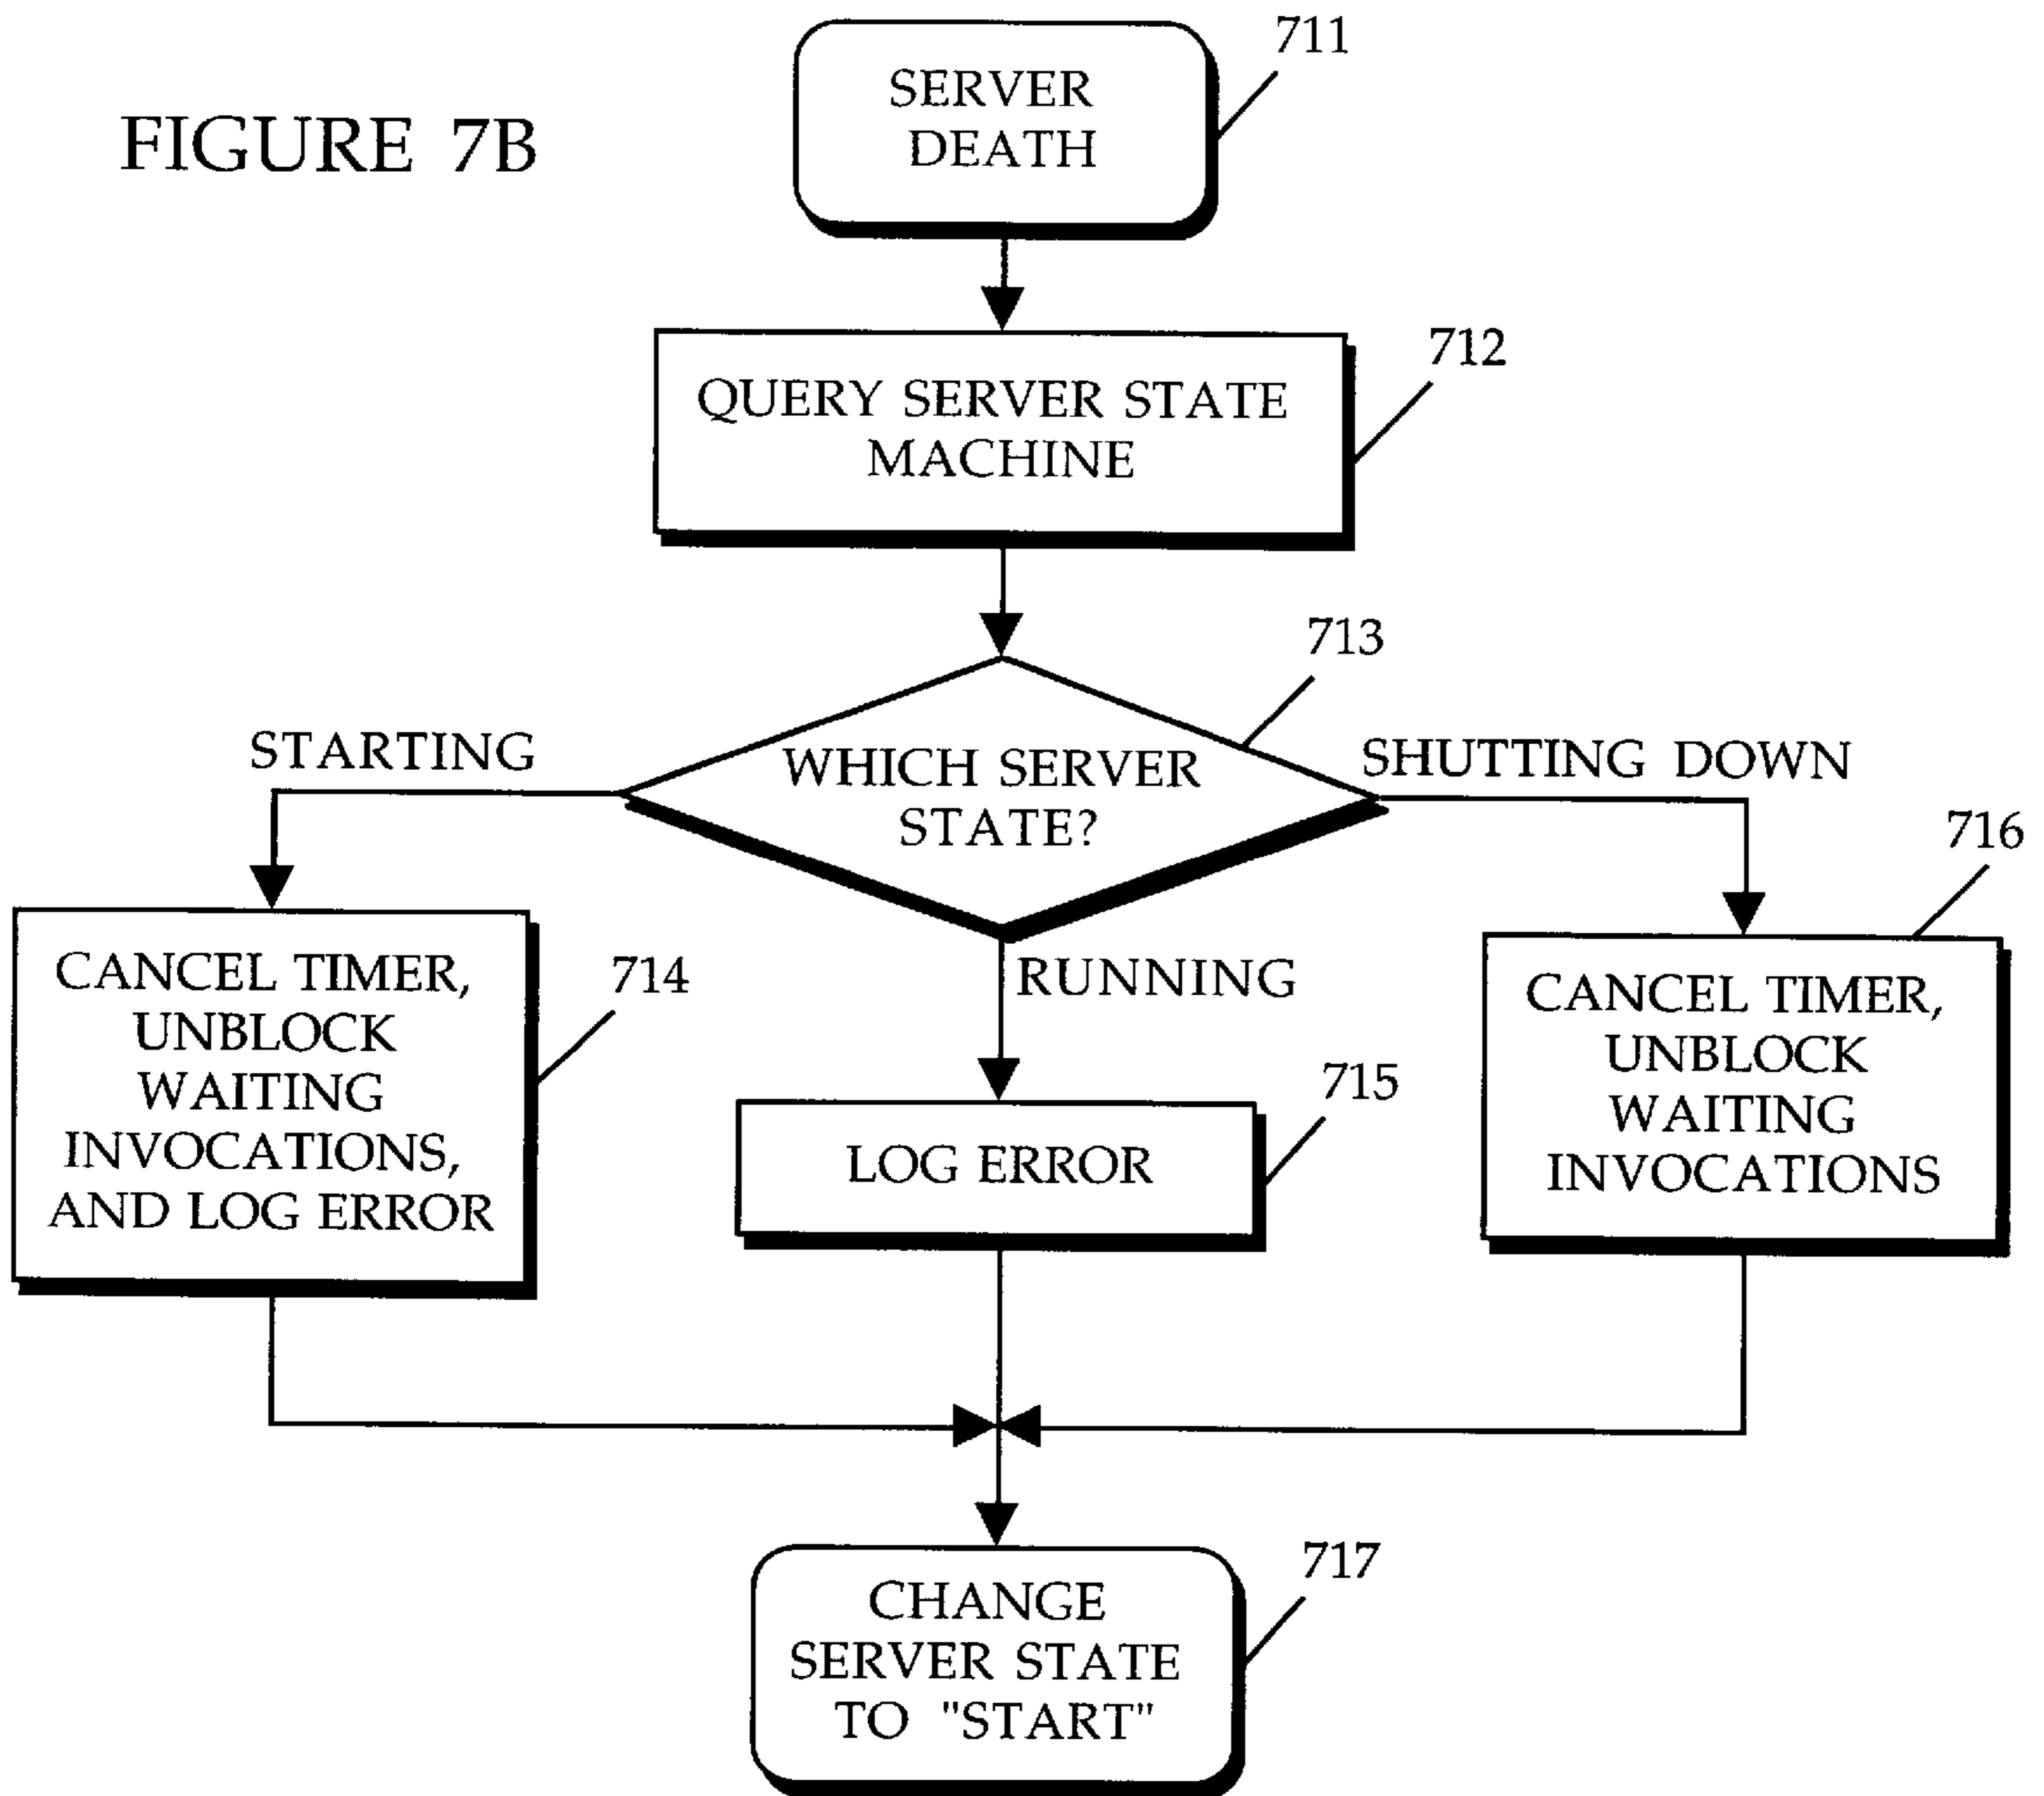 FIGURE 7B
711
SERVER
DEATH
712
QUERY SERVER STATE
MACHINE
713
WHICH SERVER
STATE?
STARTING
RUNNING
SHUTTING DOWN
714
CANCEL TIMER,
UNBLOCK
WAITING
INVOCATIONS,
AND LOG ERROR
715
LOG ERROR
716
CANCEL TIMER,
UNBLOCK
WAITING
INVOCATIONS
717
CHANGE
SERVER STATE
TO "START"